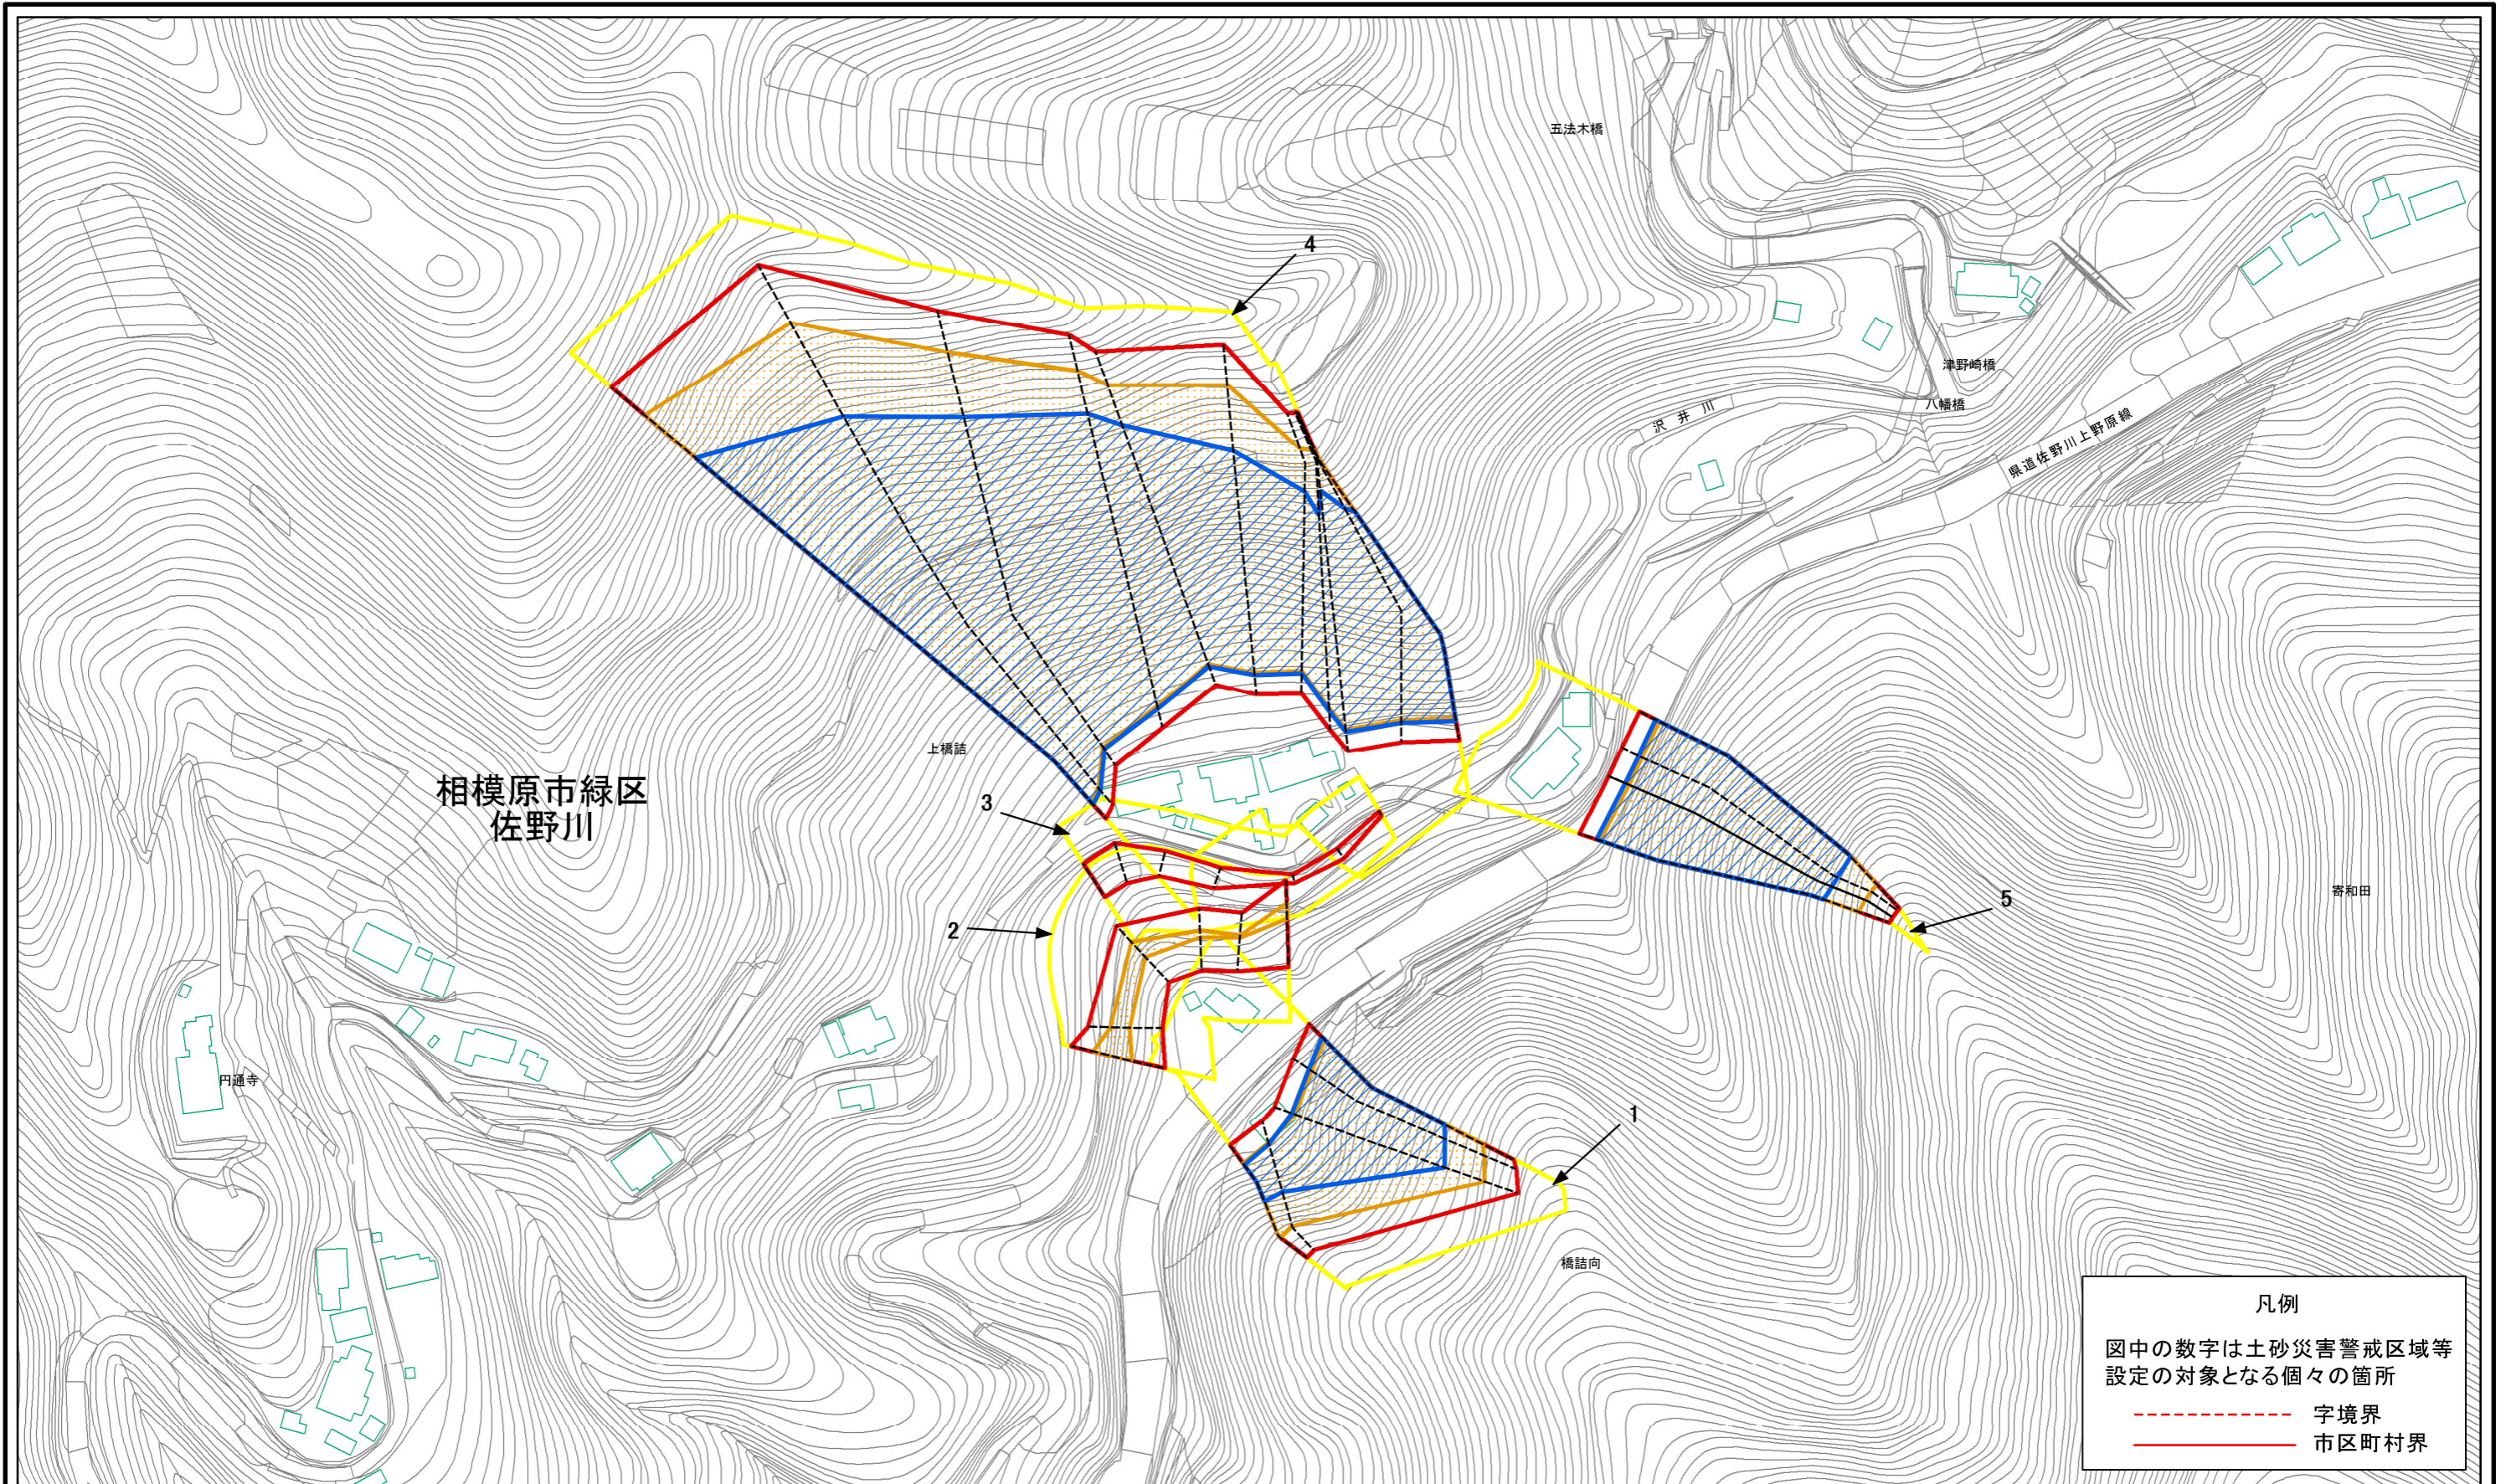 五法木橋
4
津野崎橋
八幡橋
沢井川
県道佐野川上野原線
上橋詰
相模原市緑区
佐野川
3
寄和田
5
2
円通寺
1
橋詰向
凡例
図中の数字は土砂災害警戒区域等
設定の対象となる個々の箇所
字境界
市区町村界